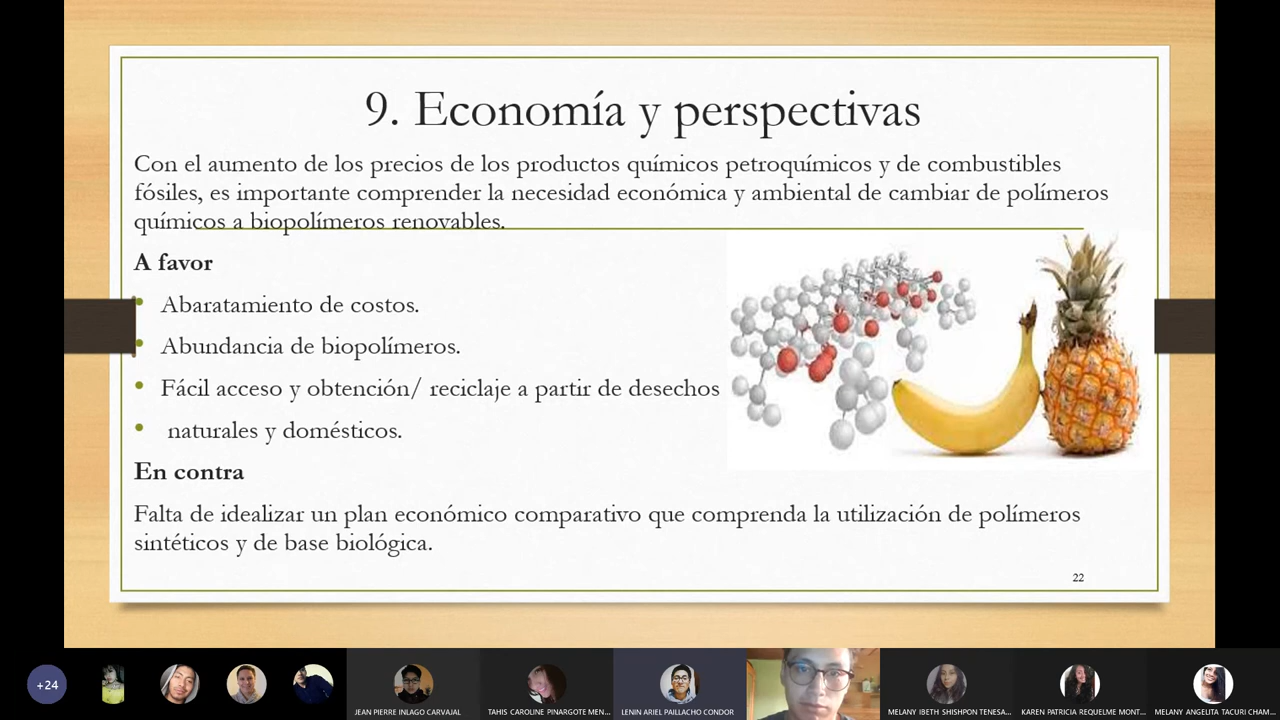 9. Economía y perspectivas
Con el aumento de los precios de los productos químicos petroquímicos y de combustibles
fósiles, es importante comprender la necesidad económica y ambiental de cambiar de polímeros
químicos a biopolímeros renovables.
A favor
• Abaratamiento de costos.
• Abundancia de biopolímeros.
• Fácil acceso y obtención/ reciclaje a partir de desechos
• naturales y domésticos.
En contra
Falta de idealizar un plan económico comparativo que comprenda la utilización de polímeros
sintéticos y de base biológica.
22
+24
JEAN PIERRE INLAGO CARVAJAL
TAHIS CAROLINE PINARGOTE MEN...
LENIN ARIEL PAILLACHO CONDOR
MELANY IBETH SHISHPON TENESA...
KAREN PATRICIA REQUELME MONT...
MELANY ANGELITA TACURI CHAM...